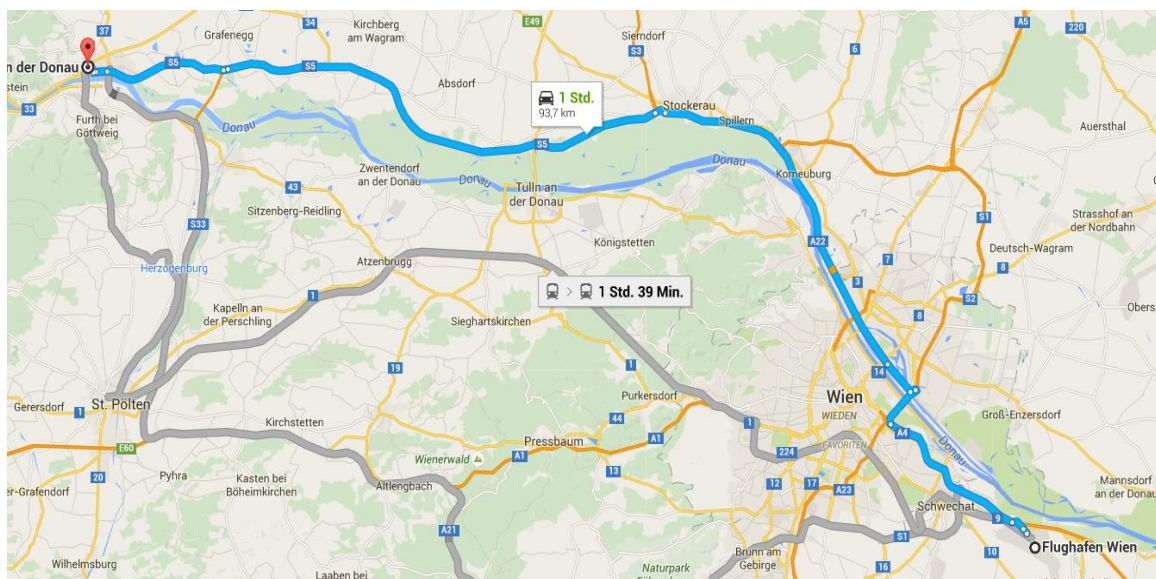 37
34
Kirchberg
am Wagram
E49
Sierndorf
S3
6
A5
220
Grafenegg
n der Donau
S5
S5
Absdorf
1 Std.
93,7 km
Stockerau
Spillern
Auersthal
33
Furth bei
Göttweig
Donau
S5
Donau
Korneuburg
Zwentendorf
an der Donau
Donau
Tulln an
der Donau
43
Sitzenberg-Reidling
S33
S1
Strasshof an
der Nordbahn
Königstetten
A22
7
Deutsch-Wagram
8
Herzogenburg
Atzenbrugg
3
1 Std. 39 Min.
S2
1
Kapelln an
der Perschling
Sieghartskirchen
8
19
1
14
Purkersdorf
Wien
WIEDEN
Gerersdorf
1
St. Pölten
44
Groß-Enzersdorf
Kirchstetten
1
A4
E60
Pressbaum
A1
FAVORITEN
Donau
Wienerwald
A1
224
20
Pyhra
Kasten bei
Böheimkirchen
13
12
17
A23
Mannsdorf
an der Donau
er-Grafendorf
Altlengbach
Schwechat
9
A21
S1
10
Flughafen Wien
Brunn am
Gebirge
16
Wilhelmsburg
Laaben bei
Naturpark